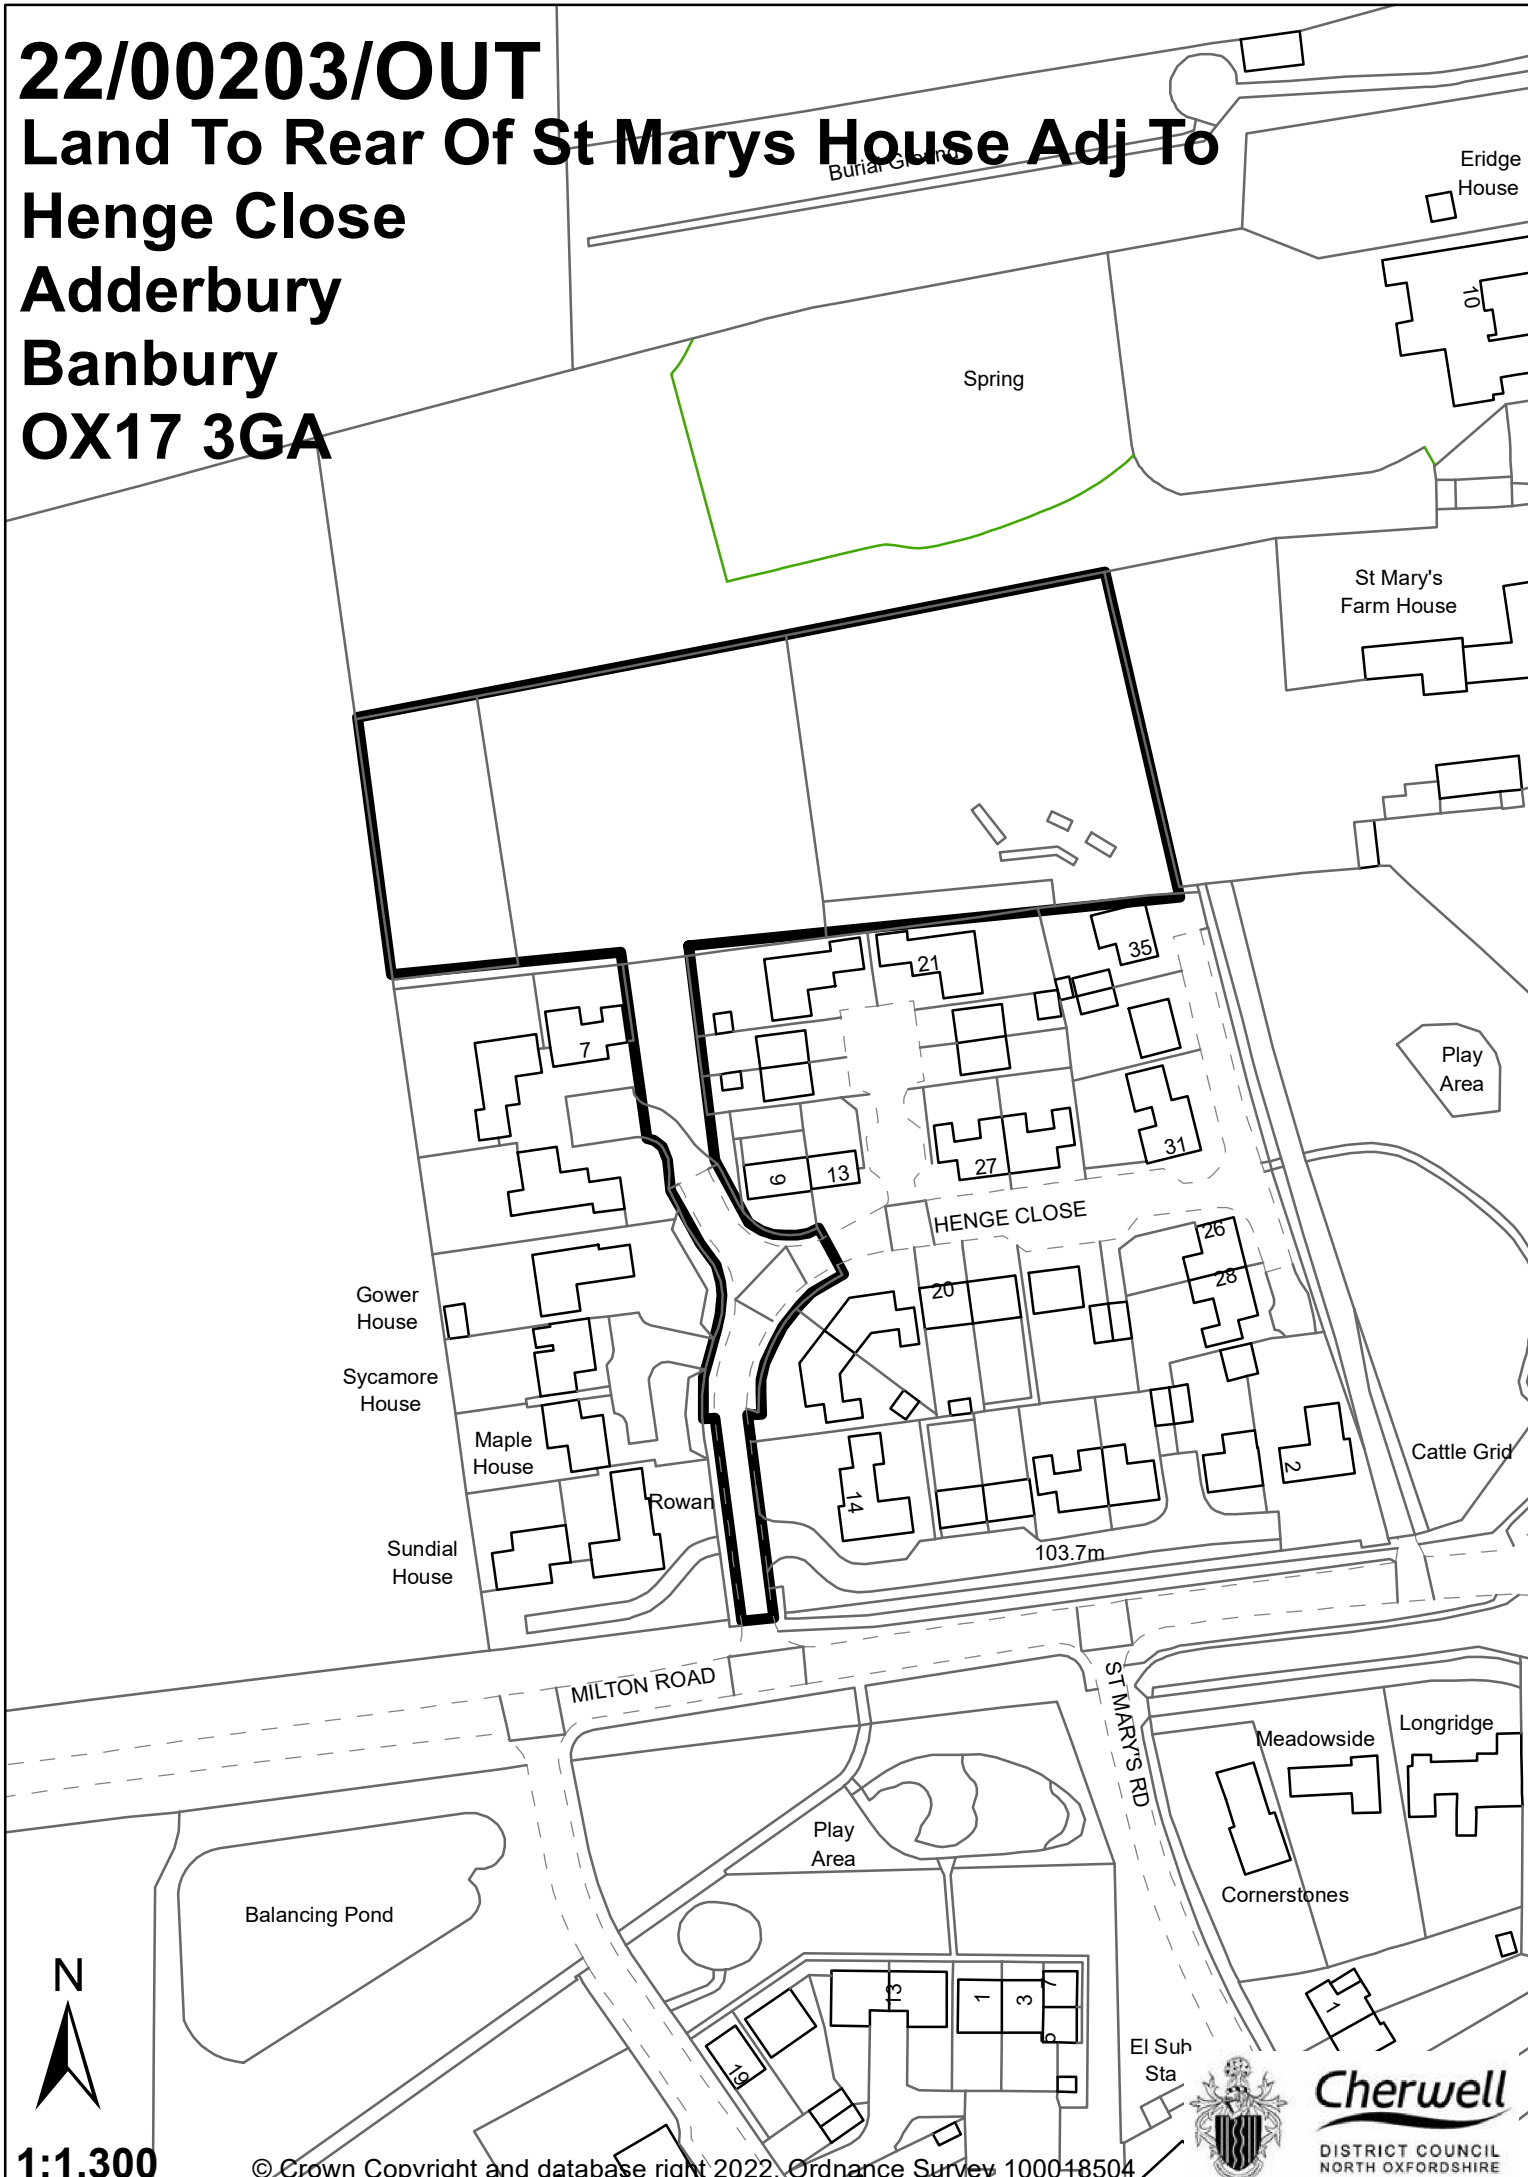 22/00203/OUT
Land To Rear Of St Marys House Adj To
Henge Close
Adderbury
Banbury
OX17 3GA
Burial Ground
Eridge
House
10
Spring
St Mary's
Farm House
35
21
7
Play
Area
31
27
13
9
HENGE CLOSE
26
28
20
Gower
House
Sycamore
House
Maple
House
Rowan
14
2
Cattle Grid
Sundial
House
103.7m
MILTON ROAD
ST MARY'S RD
Meadowside
Longridge
Play
Area
Cornerstones
Balancing Pond
N
13
1
3
7
19
1
El Sub
Sta
Cherwell
DISTRICT COUNCIL
NORTH OXFORDSHIRE
1:1,300
© Crown Copyright and database right 2022. Ordnance Survey 100018504